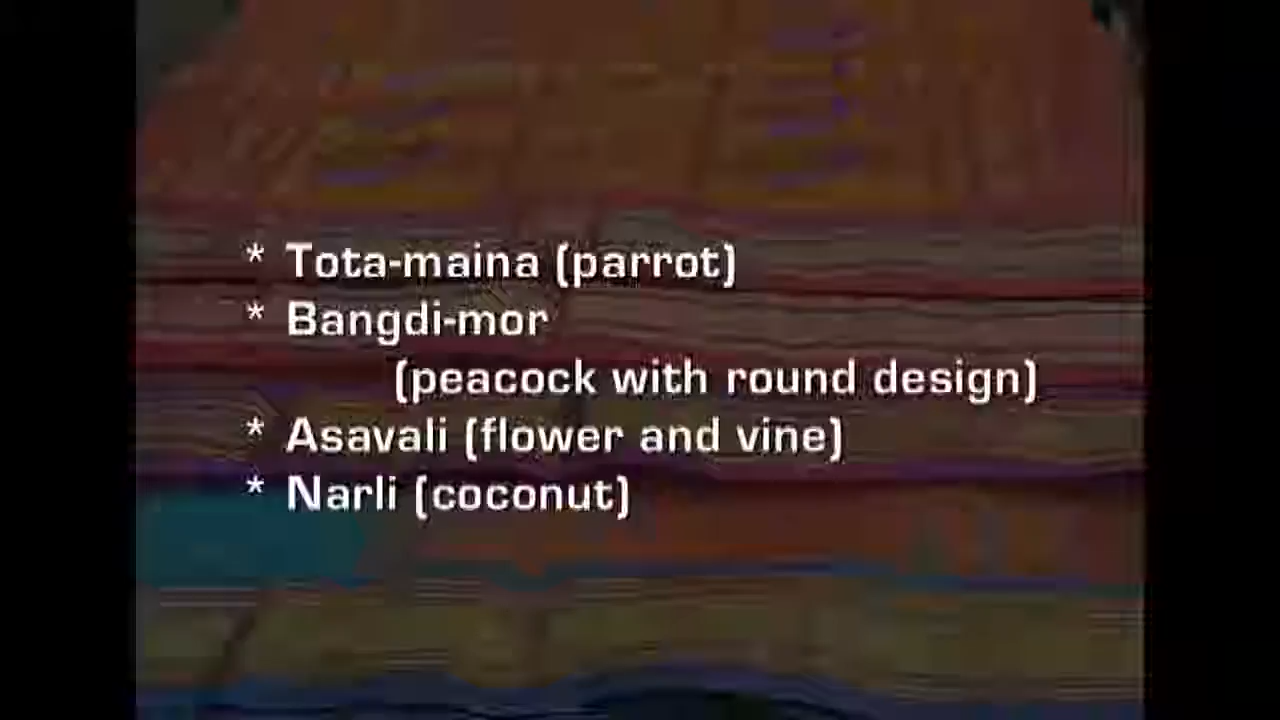 * Tota-maina (parrot)
* Bangdi-mor
(peacock with round design)
* Asavali (flower and vine)
* Narli (coconut)